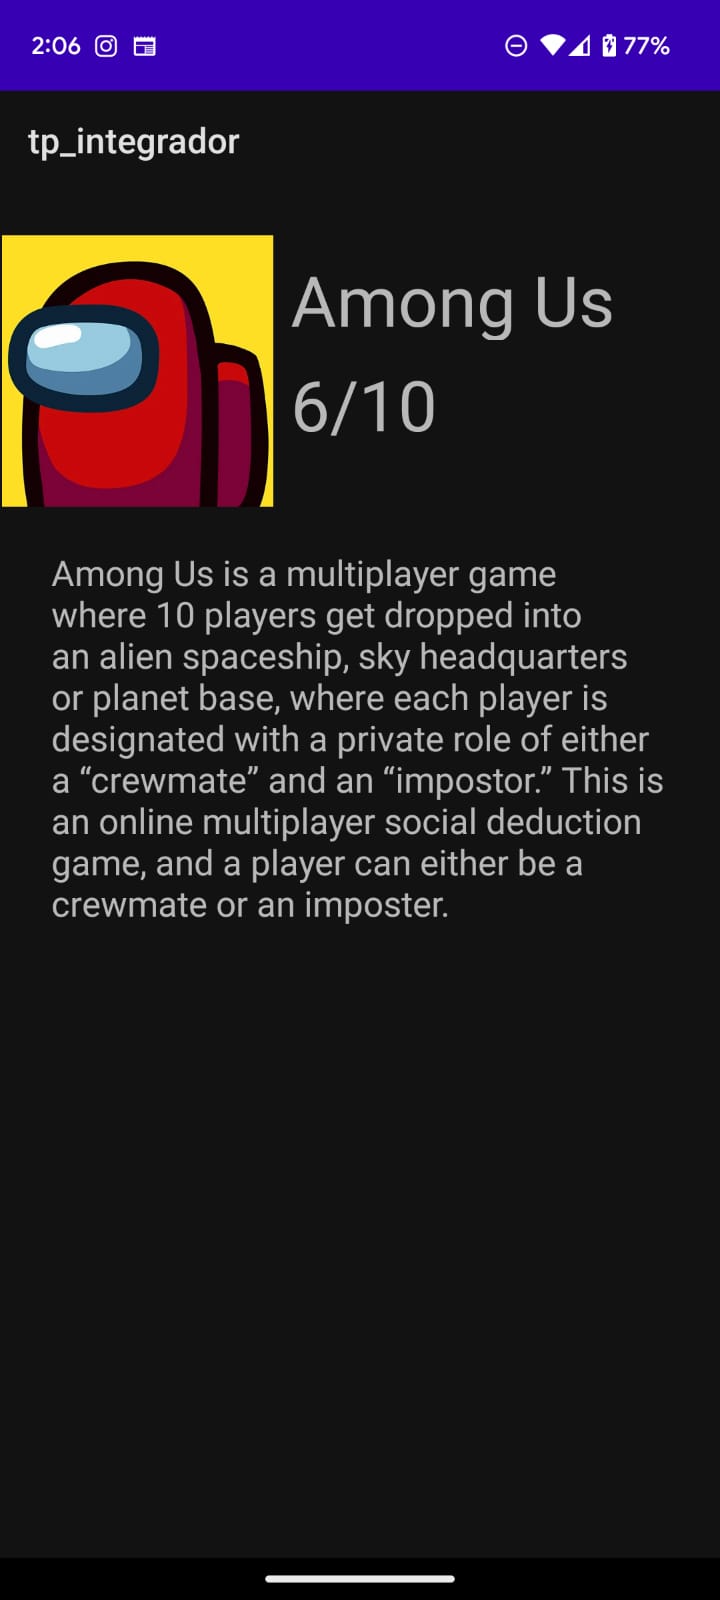 2:06
77%
tp_integrador
Among Us
6/10
Among Us is a multiplayer game
where 10 players get dropped into
an alien spaceship, sky headquarters
or planet base, where each player is
designated with a private role of either
a “crewmate” and an “impostor.” This is
an online multiplayer social deduction
game, and a player can either be a
crewmate or an imposter.